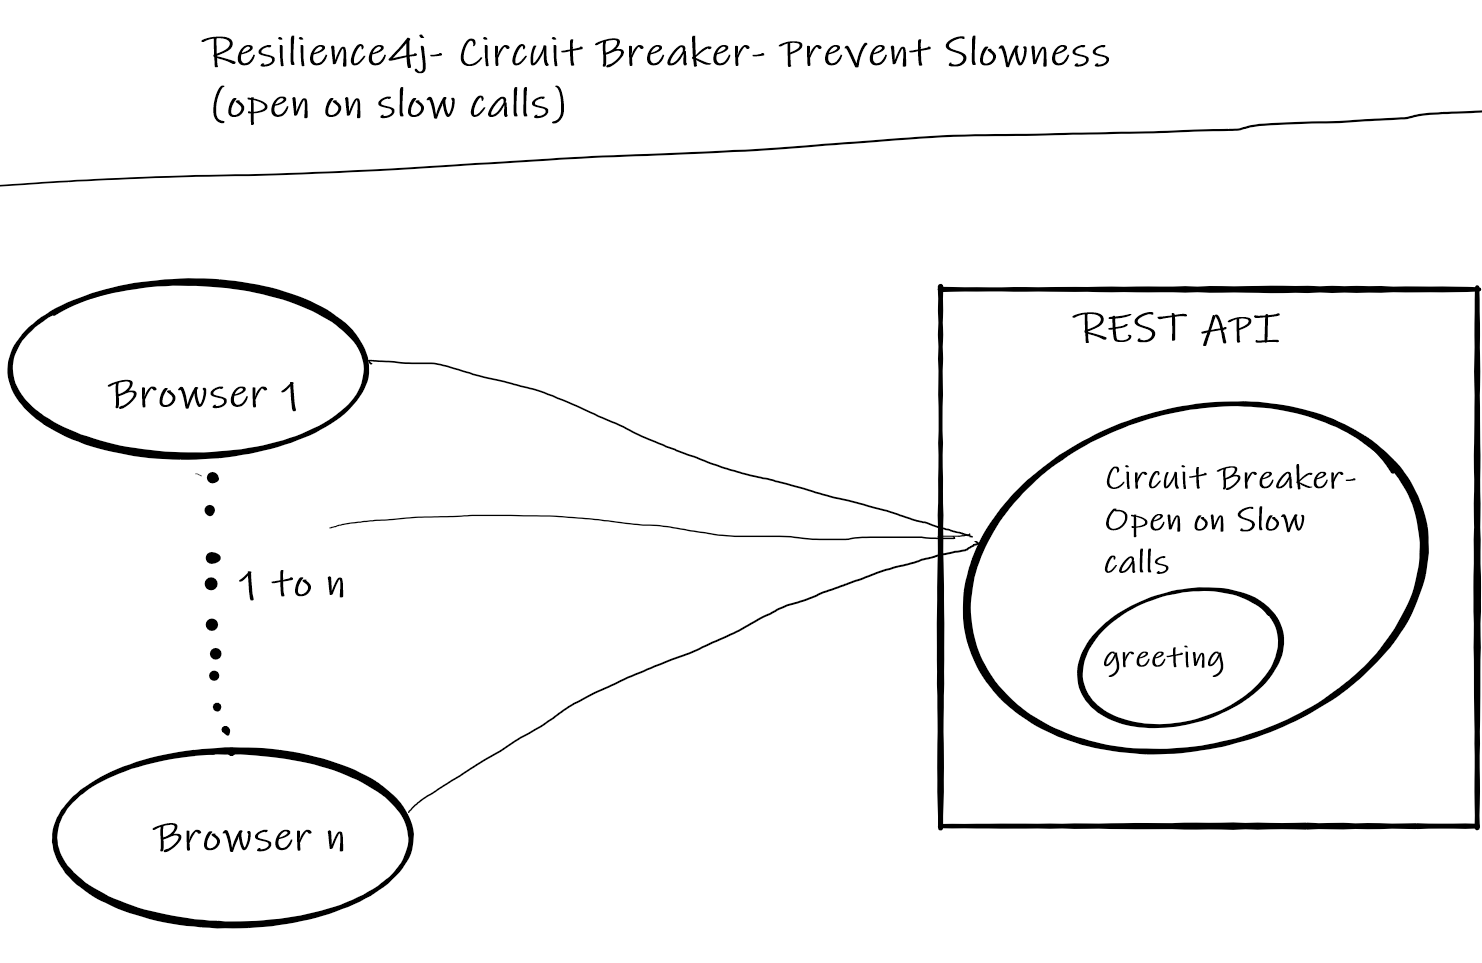 Resilience4j- Circuit Breaker- Prevent Slowness
(open on slow calls)
Browser 1
1 to n
Browser n
REST API
Circuit Breaker-
Open on Slow
calls
greeting